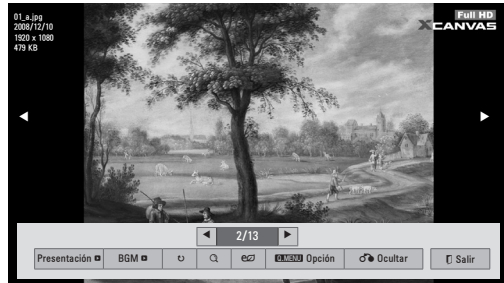 01_a.jpg
2008/12/10
1920 x 1080
479 KB
Full HD
XCANVAS
2/13
Presentación
BGM
Q.MENU Opción
Ocultar
Salir